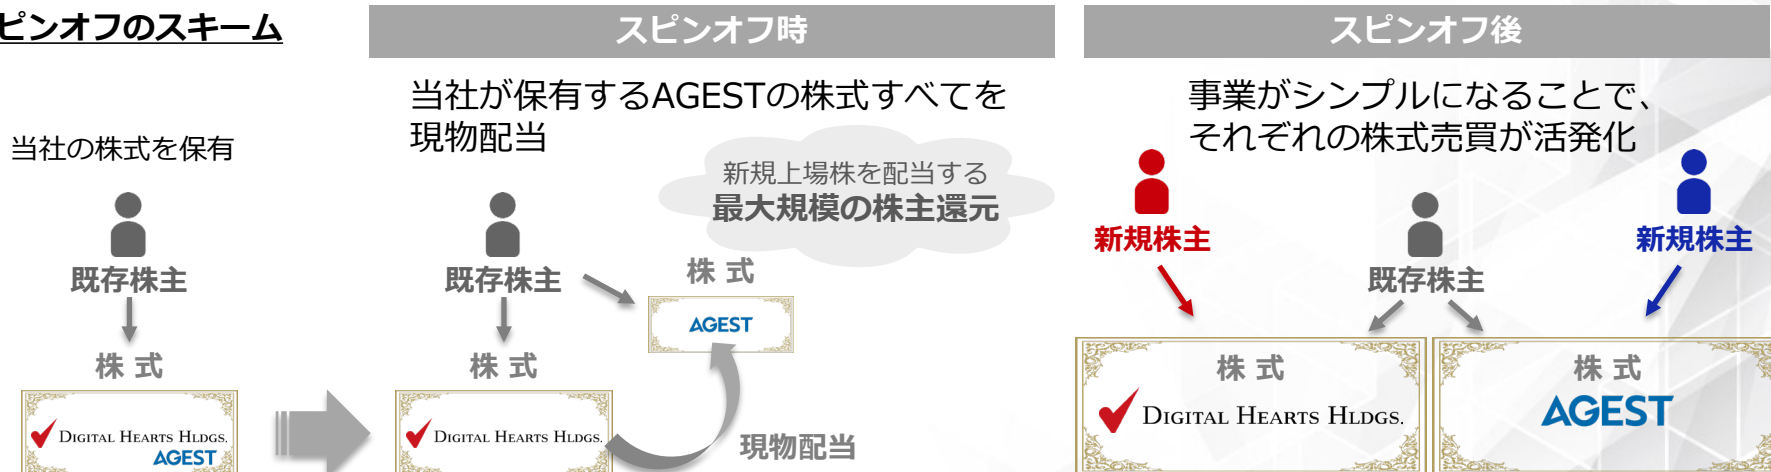 ピンオフのスキーム
当社の株式を保有
既存株主
株 式
DIGITAL HEARTS HLDGS.
AGEST
スピンオフ時
当社が保有するAGESTの株式すべてを
現物配当
新規上場株を配当する
最大規模の株主還元
既存株主
株 式
AGEST
株 式
DIGITAL HEARTS HLDGS.
現物配当
スピンオフ後
事業がシンプルになることで、
それぞれの株式売買が活発化
新規株主
既存株主
新規株主
株 式
DIGITAL HEARTS HLDGS.
株 式
AGEST